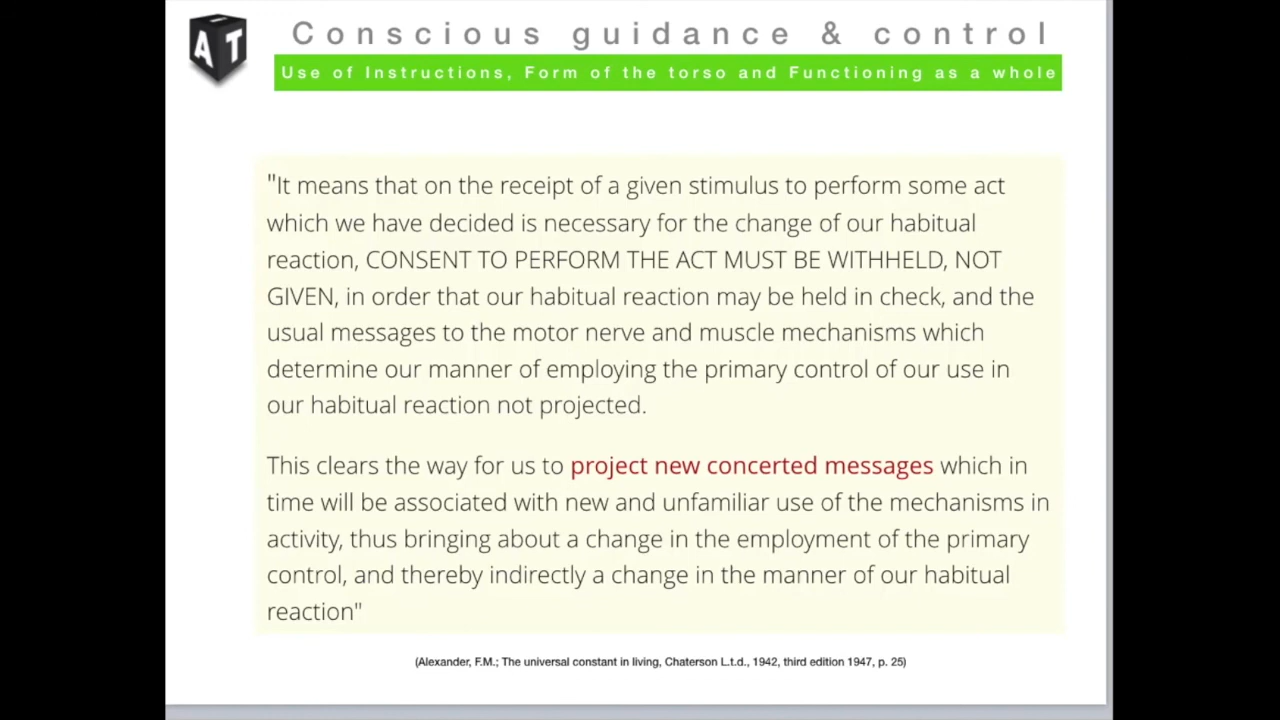 AT
Conscious guidance & control
Use of Instructions, Form of the torso and Functioning as a whole
"It means that on the receipt of a given stimulus to perform some act
which we have decided is necessary for the change of our habitual
reaction, CONSENT TO PERFORM THE ACT MUST BE WITHHELD, NOT
GIVEN, in order that our habitual reaction may be held in check, and the
usual messages to the motor nerve and muscle mechanisms which
determine our manner of employing the primary control of our use in
our habitual reaction not projected.
This clears the way for us to project new concerted messages which in
time will be associated with new and unfamiliar use of the mechanisms in
activity, thus bringing about a change in the employment of the primary
control, and thereby indirectly a change in the manner of our habitual
reaction"
(Alexander, F.M.; The universal constant in living, Chaterson L.t.d., 1942, third edition 1947, p. 25)